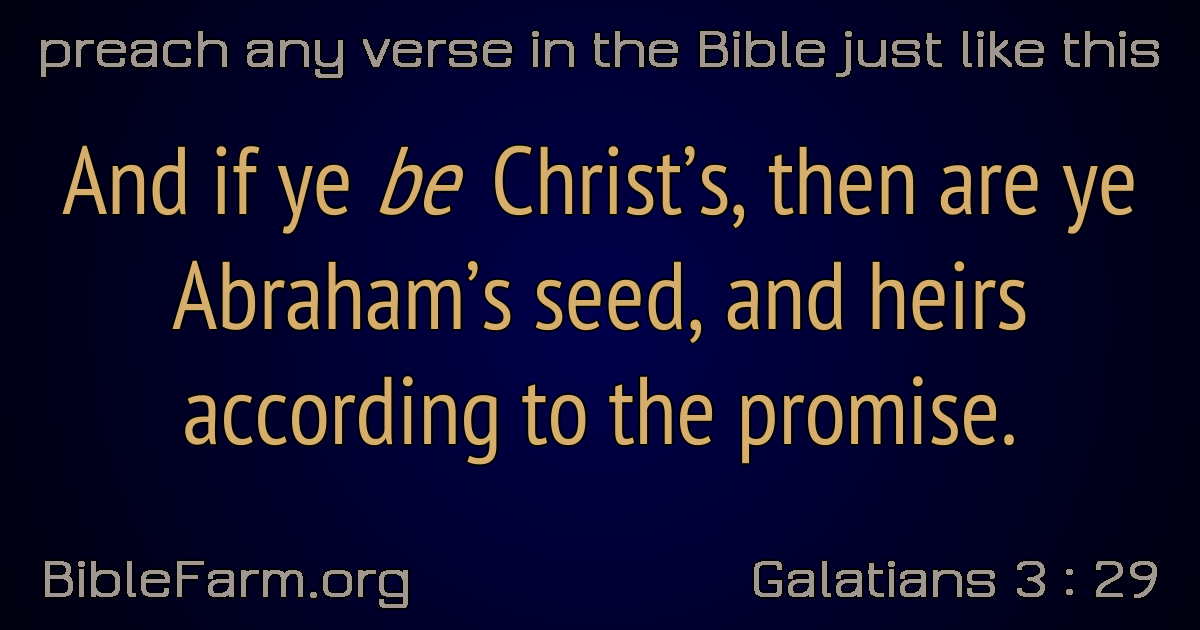 preach any verse in the Bible just like this
And if ye be Christ’s, then are ye
Abraham’s seed, and heirs
according to the promise.
BibleFarm.org
Galatians 3 : 29